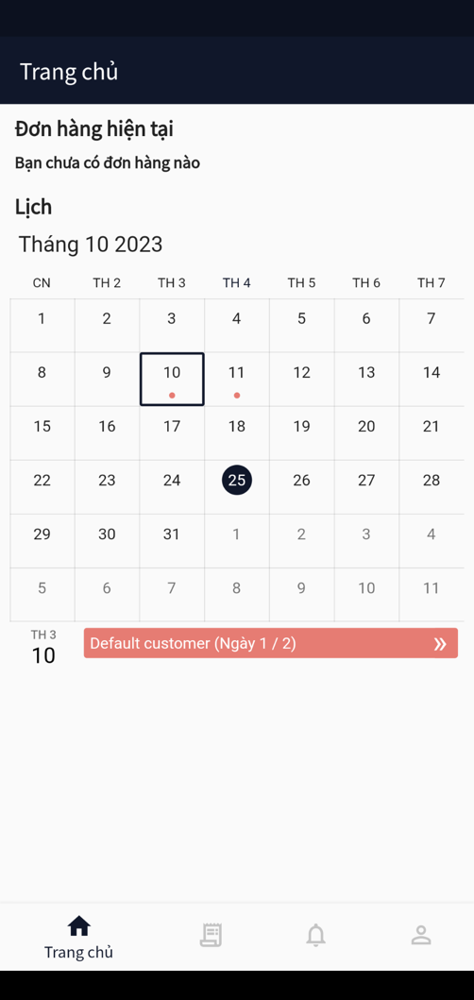 Trang chủ
Đơn hàng hiện tại
Bạn chưa có đơn hàng nào
Lịch
Tháng 10 2023
CN TH 2 TH 3 TH 4 TH 5 TH 6 TH 7
1 2 3 4 5 6 7
8 9 10 11 12 13 14
15 16 17 18 19 20 21
22 23 24 25 26 27 28
29 30 31 1 2 3 4
5 6 7 8 9 10 11
TH 3
10
Default customer (Ngày 1 / 2)
Trang chủ